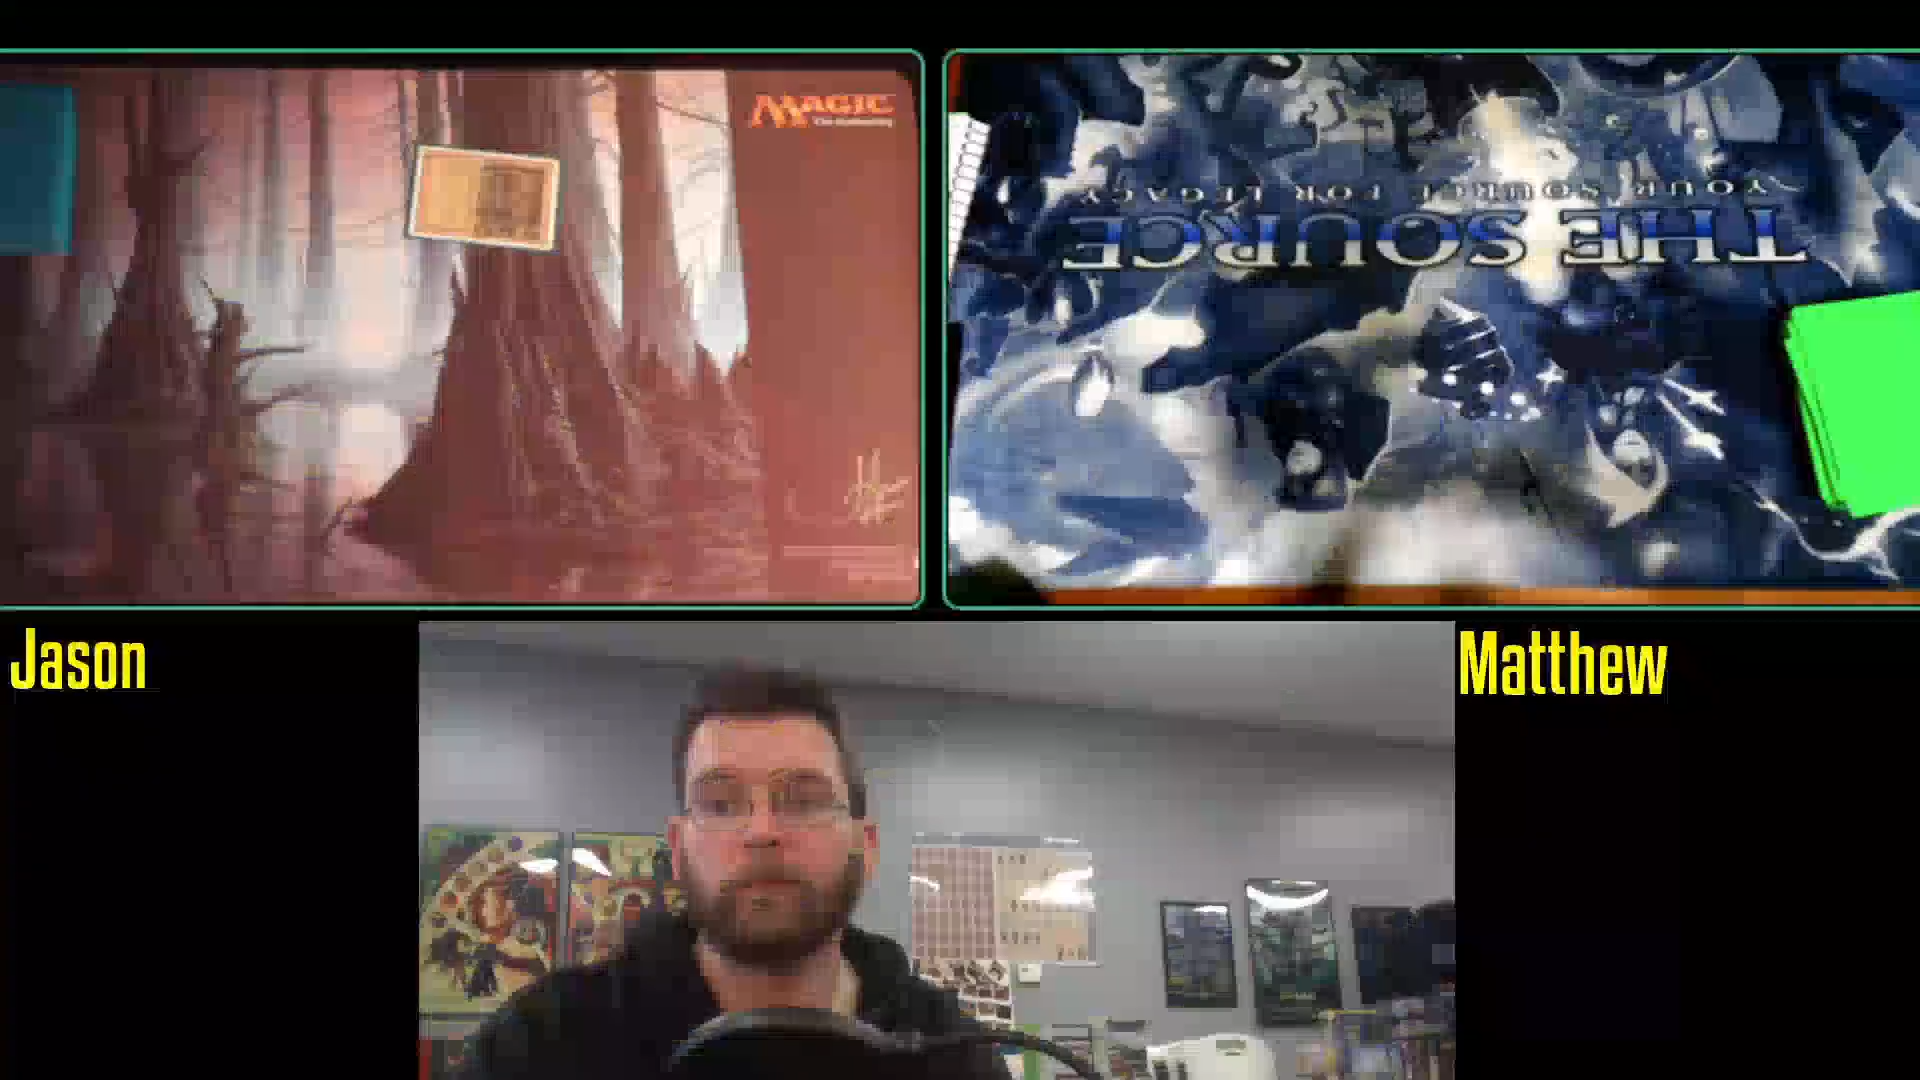 MAGIC
The Gathering
YOUR SOURCE FOR LEGACY
THE SOURCE
Jason
Matthew